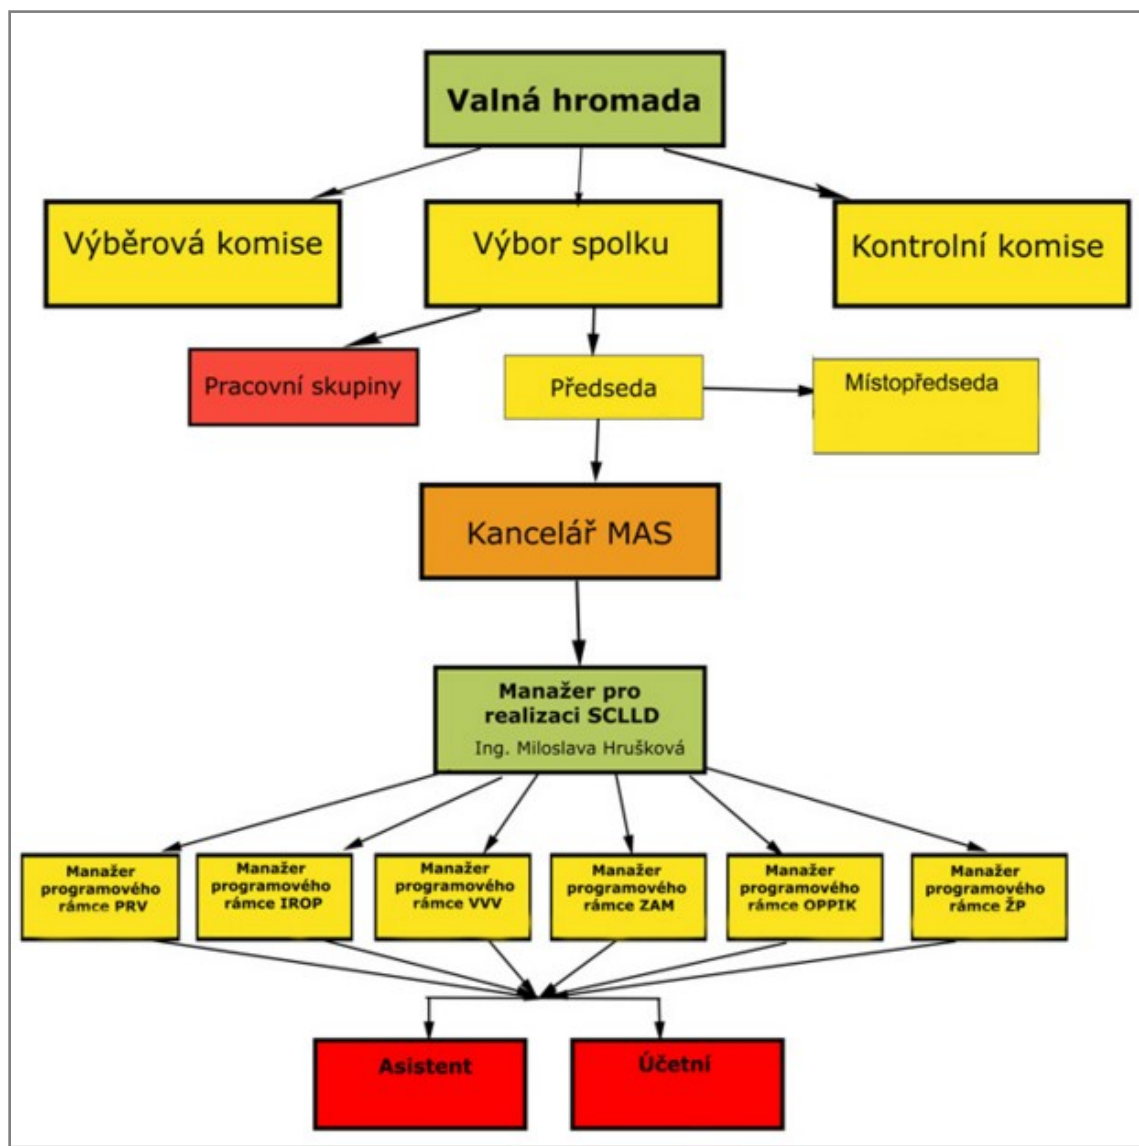 Valná hromada
Výběrová komise
Výbor spolku
Kontrolní komise
Pracovní skupiny
Předseda
Místopředseda
Kancelář MAS
Manažer pro
realizaci SCLLD
Ing. Miloslava Hrušková
Manažer
programového
rámce PRV
Manažer
programového
rámce IROP
Manažer
programového
rámce VVV
Manažer
programového
rámce ZAM
Manažer
programového
rámce OPPIK
Manažer
programového
rámce ŽP
Asistent
Účetní